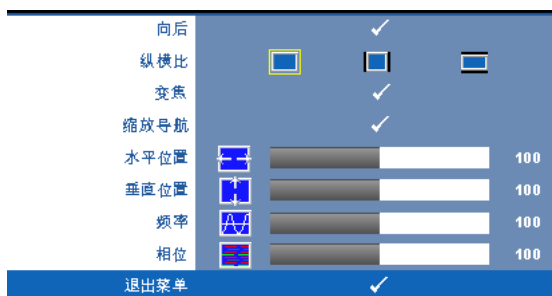 向后
纵横比
变焦
缩放导航
水平位置 100
垂直位置 100
频率 100
相位 100
退出菜单